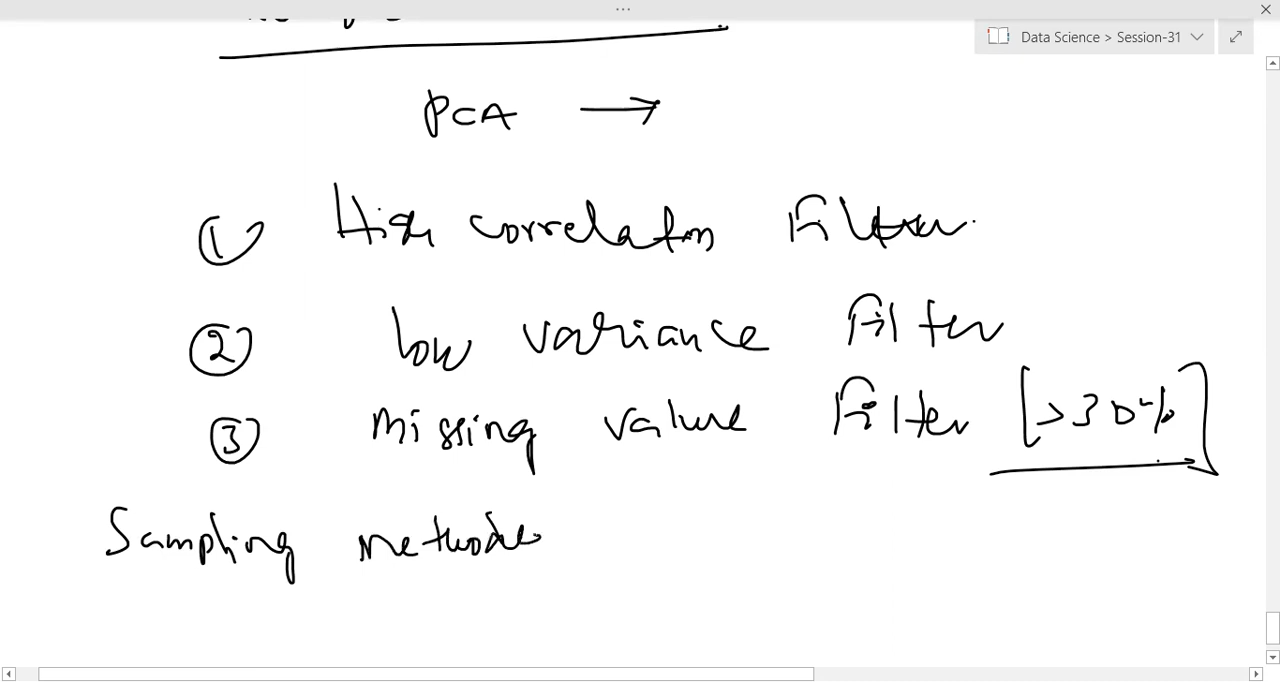 Data Science > Session-31
PCA →
① High correlaton Filter
② low variance Filter
③ Missing value Filter [>30%]
Sampling methods